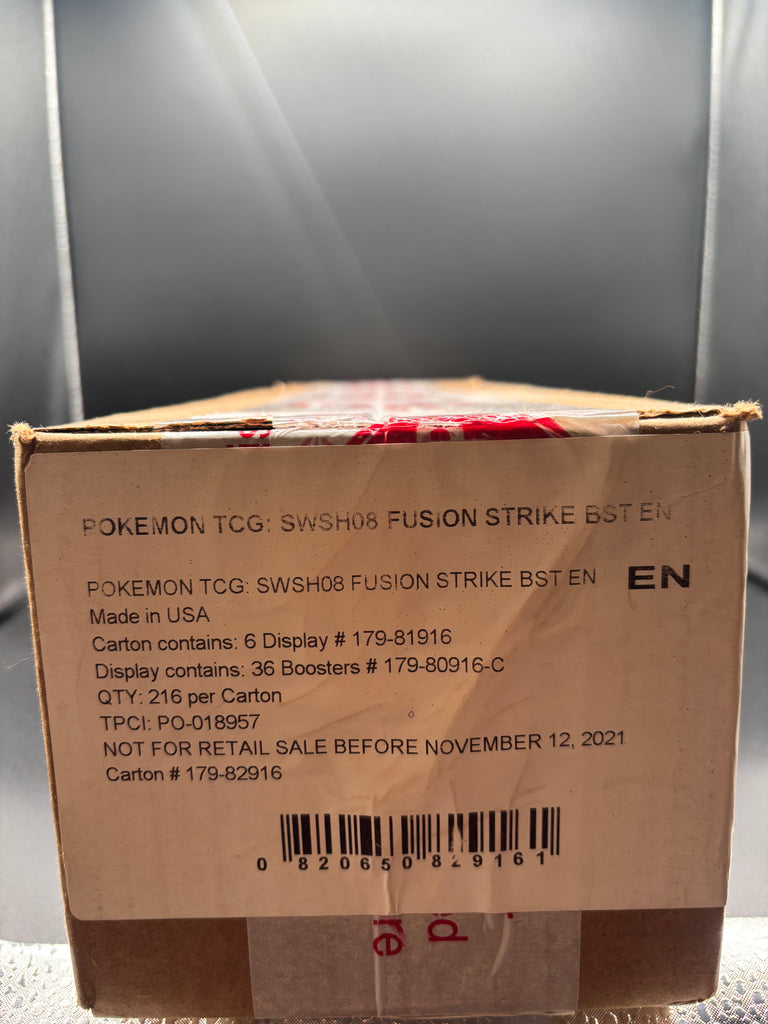 POKEMON TCG: SWSH08 FUSION STRIKE BST EN
POKEMON TCG: SWSH08 FUSION STRIKE BST EN EN
Made in USA
Carton contains: 6 Display # 179-81916
Display contains: 36 Boosters # 179-80916-C
QTY: 216 per Carton
TPCI: PO-018957
NOT FOR RETAIL SALE BEFORE NOVEMBER 12, 2021
Carton # 179-82916
0 820650 829161